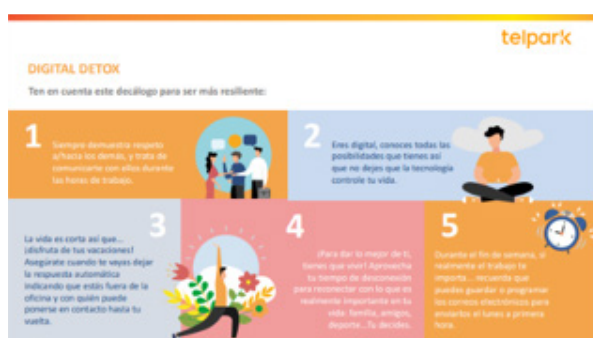 telpark
DIGITAL DETOX
Ten en cuenta este decálogo para ser más resiliente:
1
Siempre demuestra respeto
a/hacia los demás, y trata de
comunicarte con ellos durante
las horas de trabajo.
2
Eres digital, conoces todas las
posibilidades que tienes así
que no dejes que la tecnología
controle tu vida.
3
La vida es corta así que...
¡disfruta de tus vacaciones!
Asegúrate cuando te vayas dejar
la respuesta automática
indicando que estás fuera de la
oficina y con quién puede
ponerse en contacto hasta tu
vuelta.
4
¡Para dar lo mejor de ti,
tienes que vivir! Aprovecha
tu tiempo de desconexión
para reconectar con lo que es
realmente importante en tu
vida: familia, amigos,
deporte...Tu decides.
5
Durante el fin de semana, si
realmente el trabajo te
importa... recuerda que
puedes guardar o programar
los correos electrónicos para
enviarlos el lunes a primera
hora.